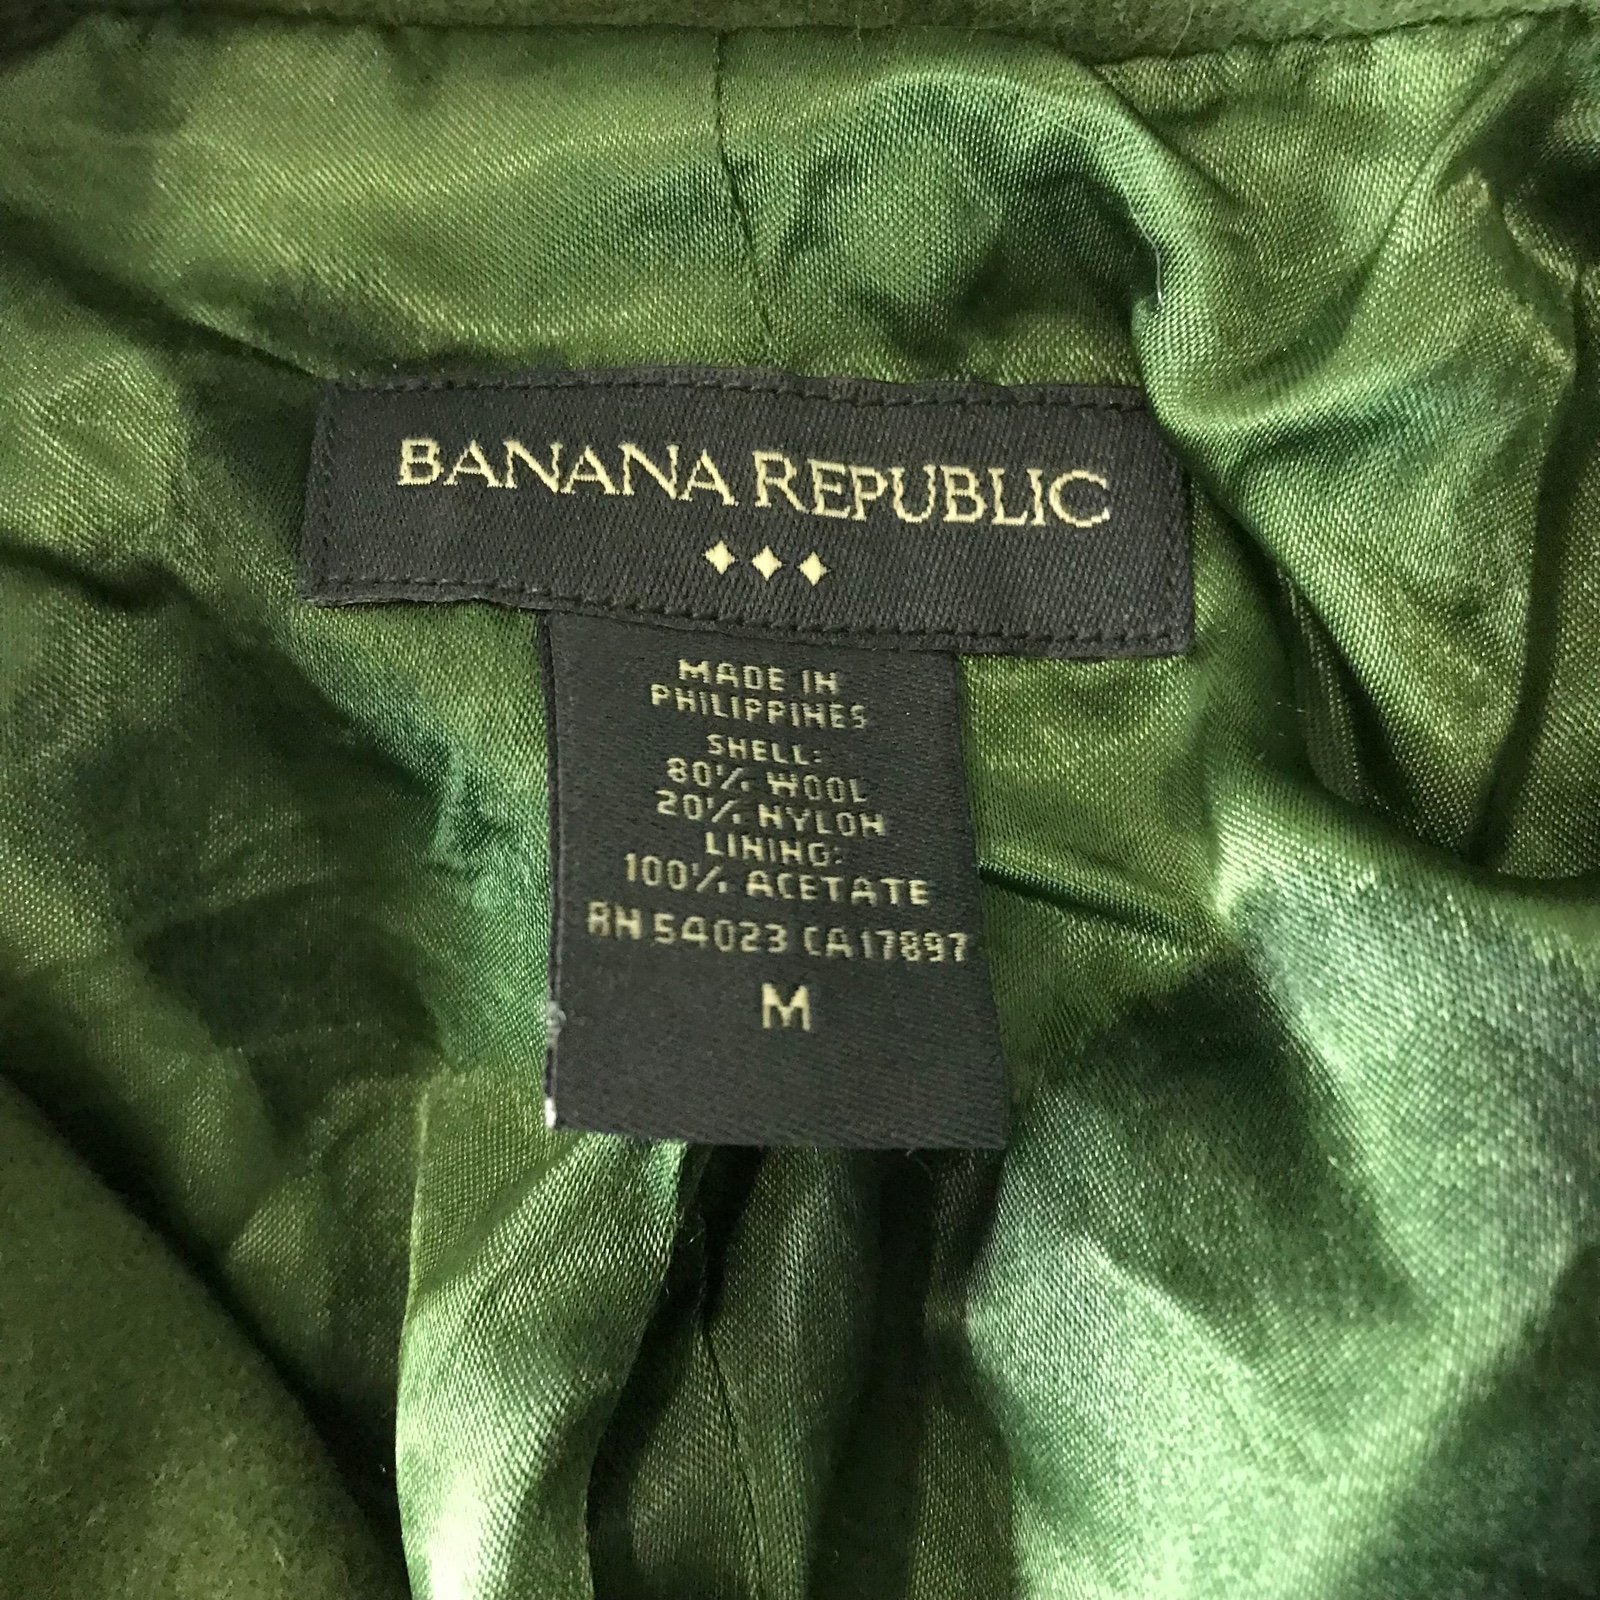 BANANA REPUBLIC
MADE IN
PHILIPPINES
SHELL:
80% WOOL
20% NYLON
LINING:
100% ACETATE
RN 54023 CA17897
M